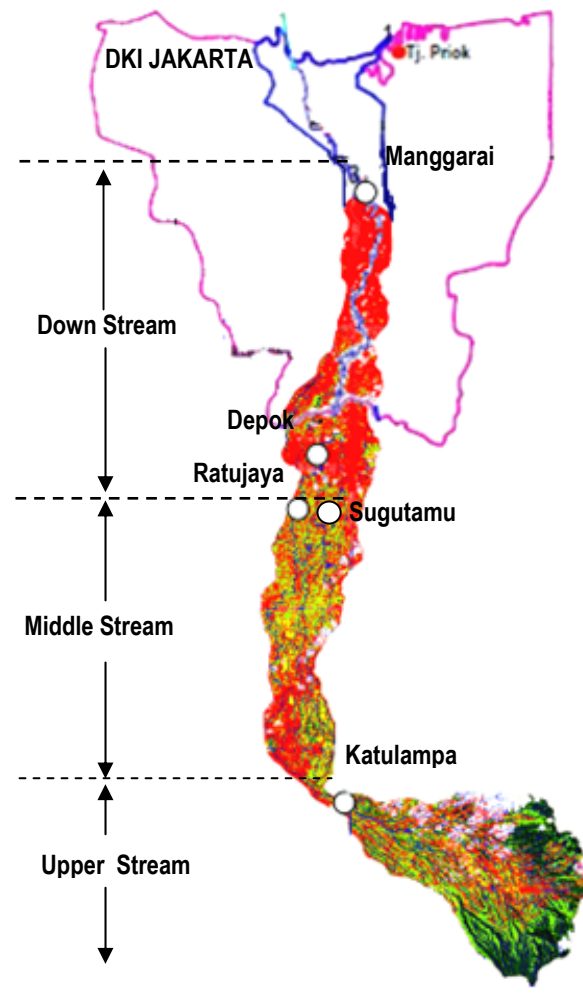 DKI JAKARTA
Tj. Priok
Manggarai
Down Stream
Depok
Ratujaya
Sugutamu
Middle Stream
Katulampa
Upper Stream